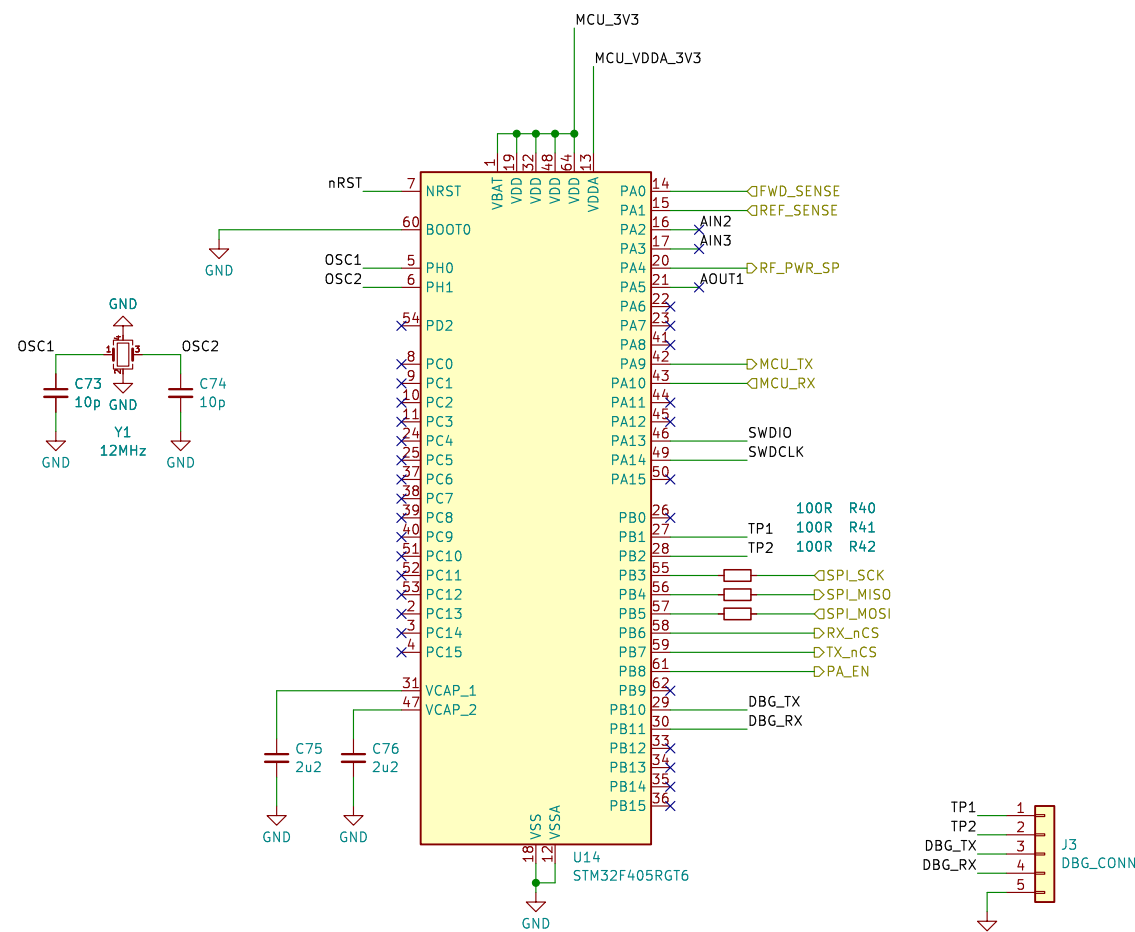 MCU_3V3
MCU_VDDA_3V3
1 19 32 48 64 13
VBAT VDD VDD VDD VDD VDDA
nRST 7 NRST
60 BOOT0
GND
OSC1 5 PH0
OSC2 6 PH1
54 PD2
8 PC0
9 PC1
10 PC2
11 PC3
24 PC4
25 PC5
37 PC6
38 PC7
39 PC8
40 PC9
51 PC10
52 PC11
53 PC12
2 PC13
3 PC14
4 PC15
31 VCAP_1
47 VCAP_2
PA0 14 FWD_SENSE
PA1 15 REF_SENSE
PA2 16 AIN2
PA3 17 AIN3
PA4 20 RF_PWR_SP
PA5 21 AOUT1
PA6 22
PA7 23
PA8 41
PA9 42 MCU_TX
PA10 43 MCU_RX
PA11 44
PA12 45
PA13 46 SWDIO
PA14 49 SWDCLK
PA15 50
PB0 26
PB1 27 TP1
PB2 28 TP2
100R R40
100R R41
100R R42
PB3 55 SPI_SCK
PB4 56 SPI_MISO
PB5 57 SPI_MOSI
PB6 58 RX_nCS
PB7 59 TX_nCS
PB8 61 PA_EN
PB9 62
PB10 29 DBG_TX
PB11 30 DBG_RX
PB12 33
PB13 34
PB14 35
PB15 36
VSS VSSA
18 12
U14
STM32F405RGT6
GND
GND
4
OSC1 1 3 OSC2
2
GND
C73
10p
C74
10p
Y1
12MHz
GND
GND
C75
2u2
C76
2u2
GND
GND
TP1 1
TP2 2
DBG_TX 3
DBG_RX 4
5
J3
DBG_CONN